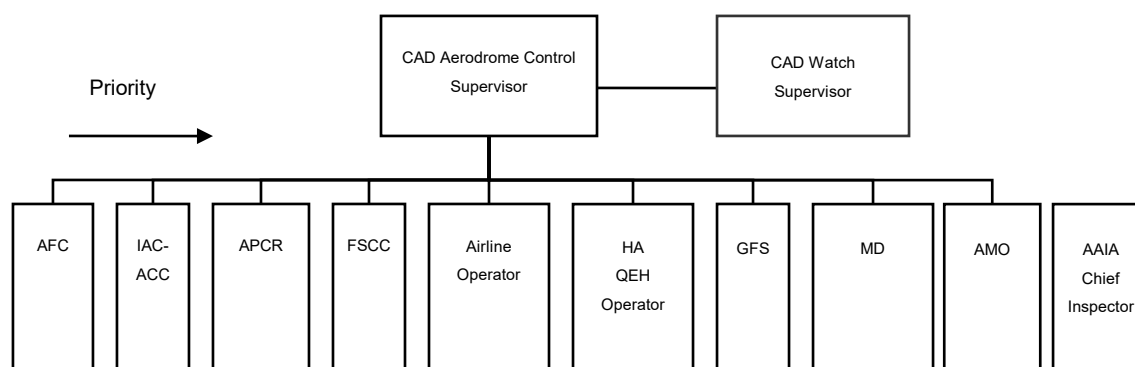 CAD Aerodrome Control
Supervisor
CAD Watch
Supervisor
Priority
AFC
IAC-
ACC
APCR
FSCC
Airline
Operator
HA
QEH
Operator
GFS
MD
AMO
AAIA
Chief
Inspector